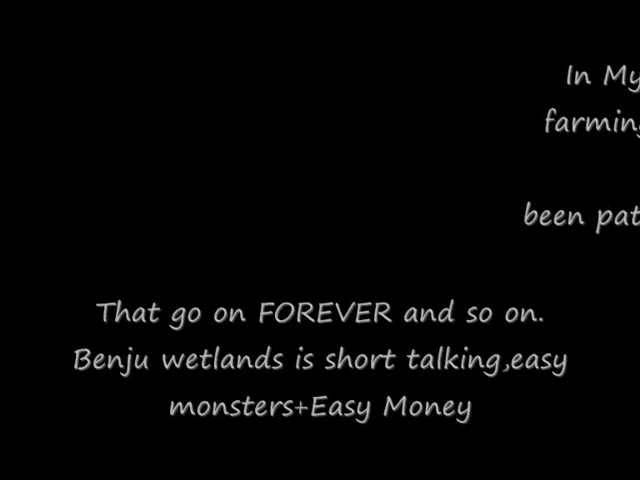 In My
farming
been pat
That go on FOREVER and so on.
Benju wetlands is short talking,easy
monsters+Easy Money